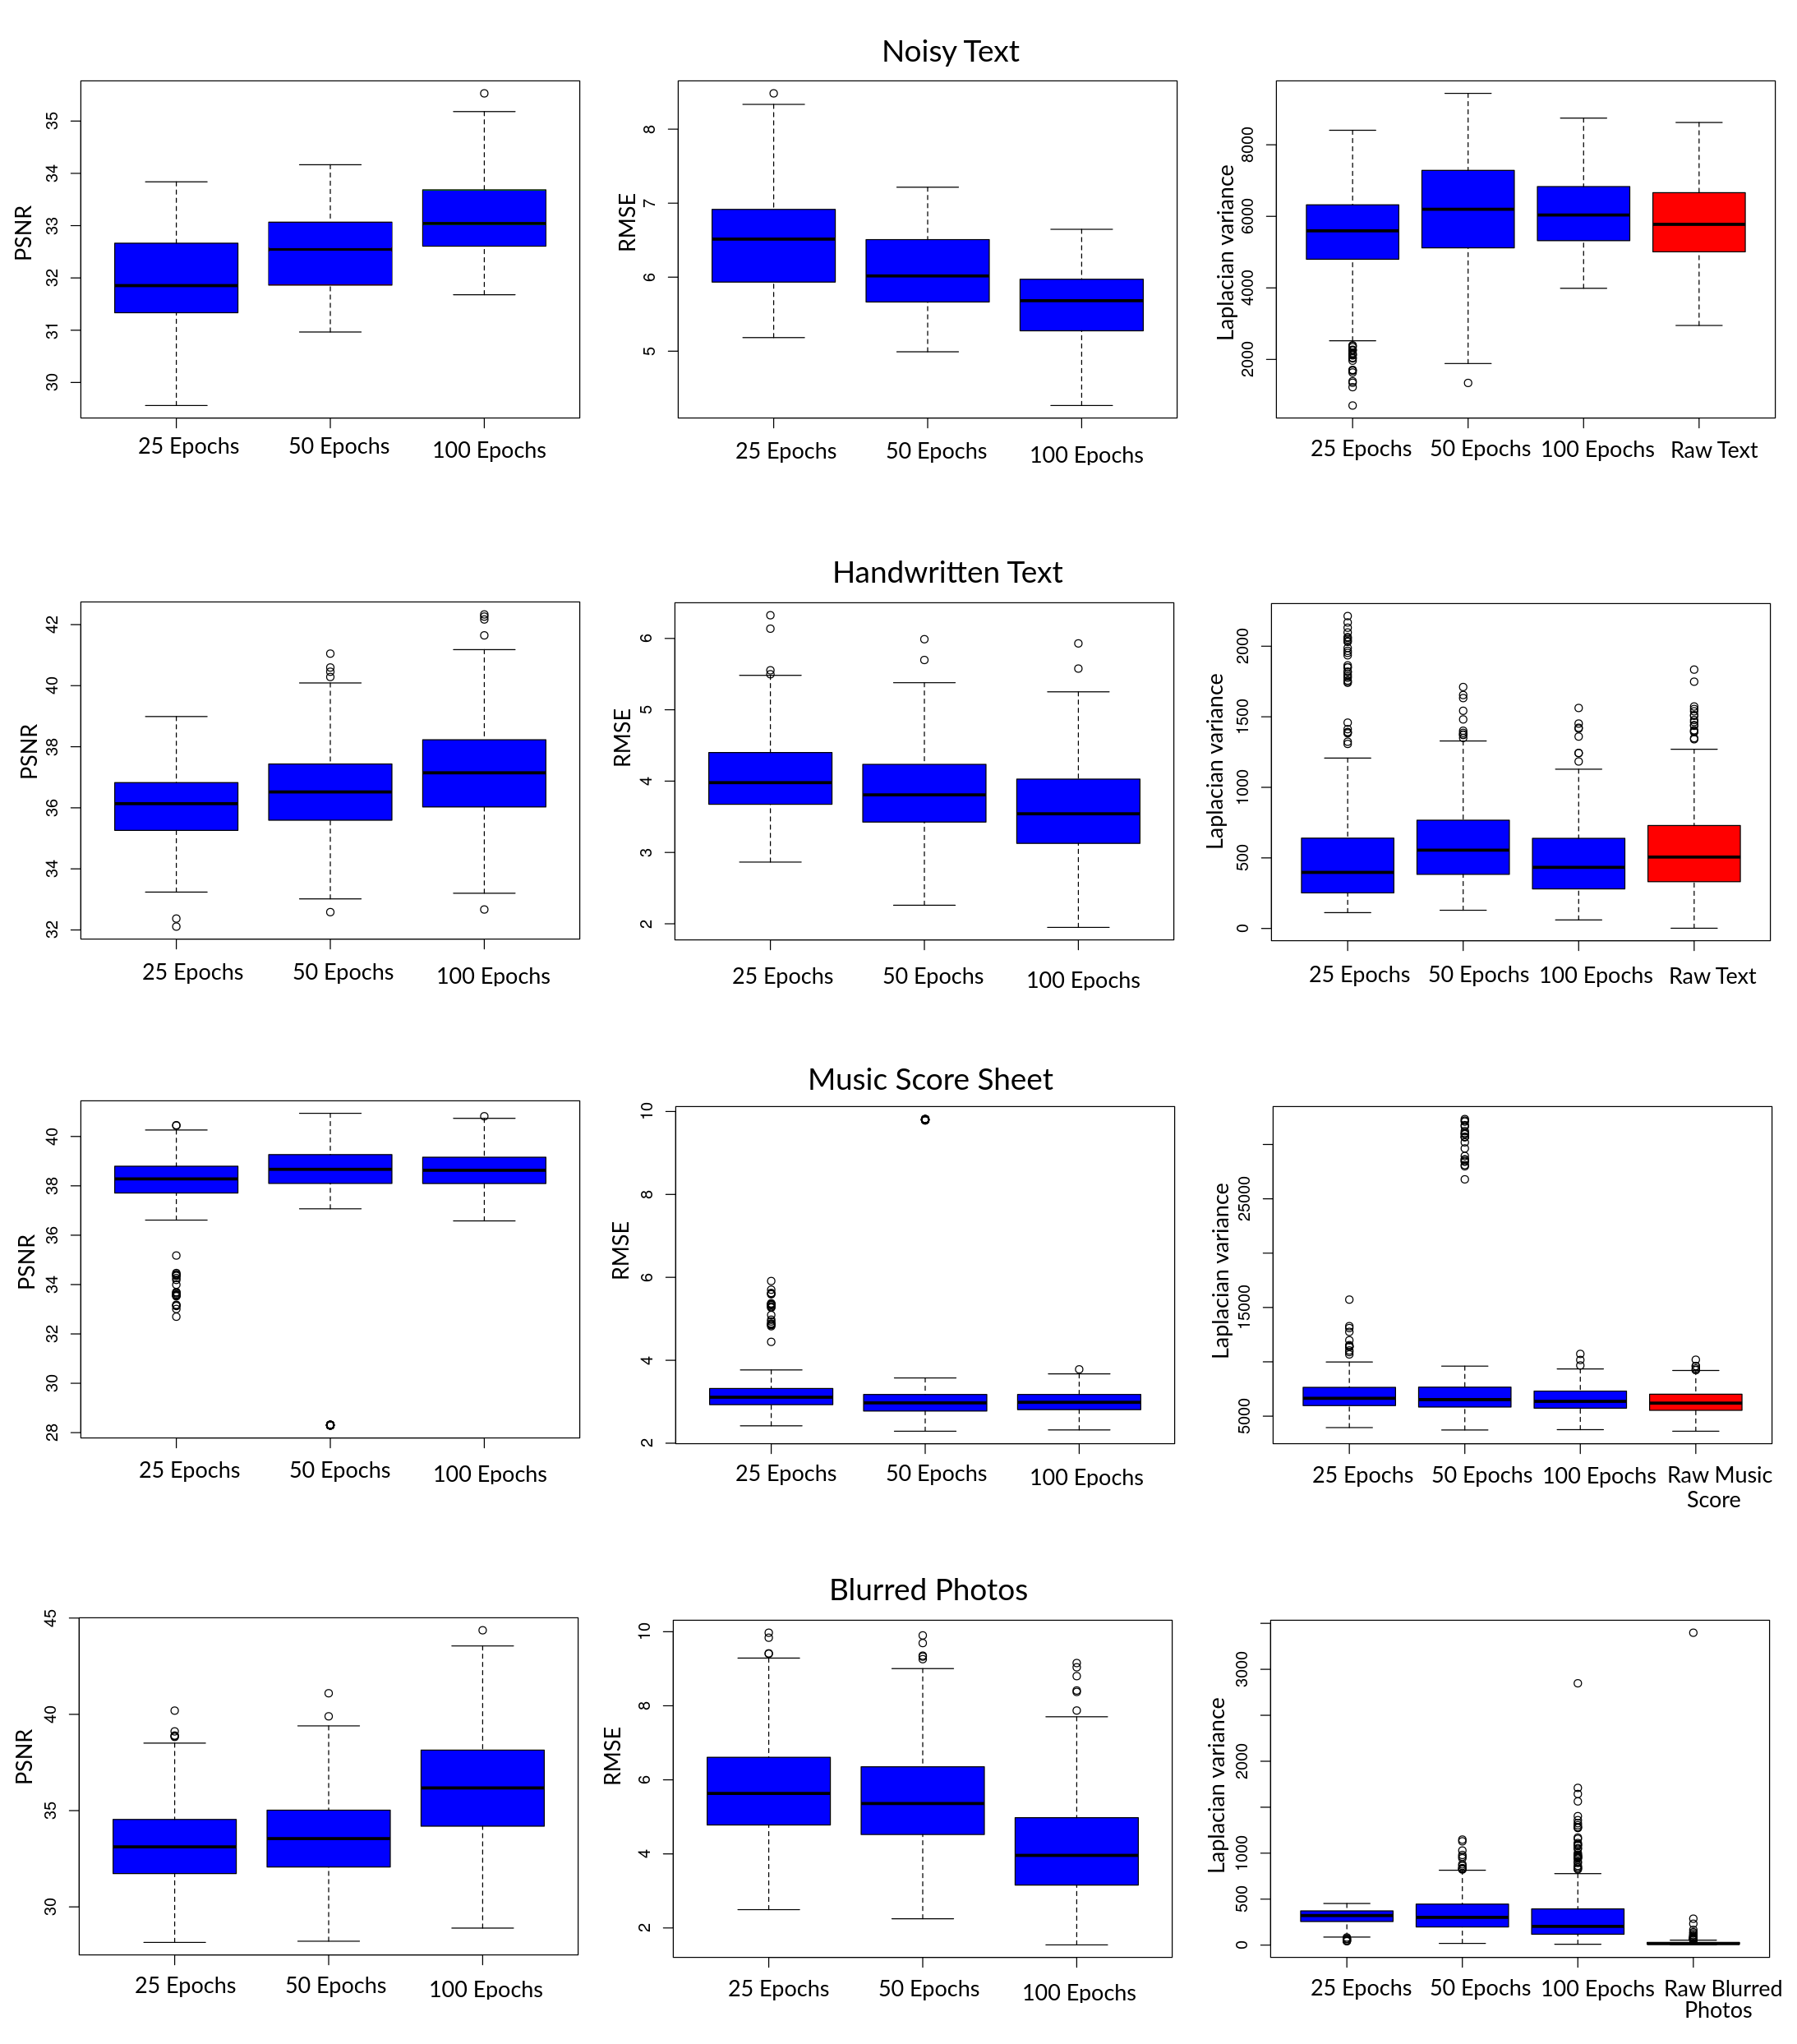 Noisy Text
PSNR
30 31 32 33 34 35
25 Epochs 50 Epochs 100 Epochs
RMSE
5 6 7 8
25 Epochs 50 Epochs 100 Epochs
Laplacian variance
2000 4000 6000 8000
25 Epochs 50 Epochs 100 Epochs Raw Text
Handwritten Text
PSNR
32 34 36 38 40 42
25 Epochs 50 Epochs 100 Epochs
RMSE
2 3 4 5 6
25 Epochs 50 Epochs 100 Epochs
Laplacian variance
0 500 1000 1500 2000
25 Epochs 50 Epochs 100 Epochs Raw Text
Music Score Sheet
PSNR
28 30 32 34 36 38 40
25 Epochs 50 Epochs 100 Epochs
RMSE
2 4 6 8 10
25 Epochs 50 Epochs 100 Epochs
Laplacian variance
5000 15000 25000
25 Epochs 50 Epochs 100 Epochs Raw Music
Score
Blurred Photos
PSNR
30 35 40 45
25 Epochs 50 Epochs 100 Epochs
RMSE
2 4 6 8 10
25 Epochs 50 Epochs 100 Epochs
Laplacian variance
0 500 1000 2000 3000
25 Epochs 50 Epochs 100 Epochs Raw Blurred
Photos